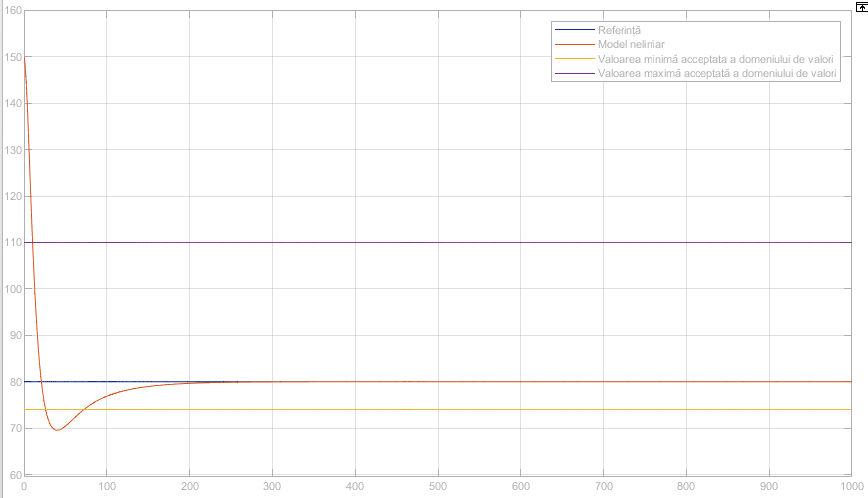 160
150
140
130
120
110
100
90
80
70
60
0 100 200 300 400 500 600 700 800 900 1000
Referință
Model neliniar
Valoarea minimă acceptata a domeniului de valori
Valoarea maximă acceptată a domeniului de valori